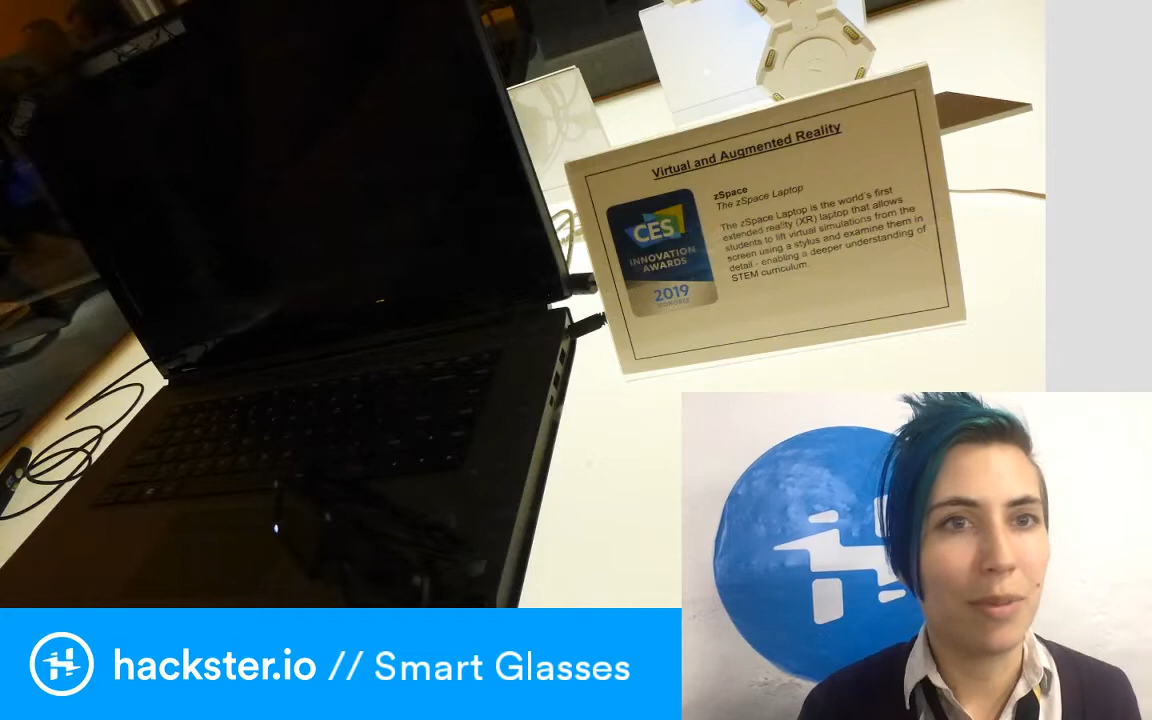 Virtual and Augmented Reality
zSpace
The zSpace Laptop
The zSpace Laptop is the world's first
extended reality (XR) laptop that allows
students to lift virtual simulations from the
screen using a stylus and examine them in
detail - enabling a deeper understanding of
STEM curriculum.
CES
INNOVATION
AWARDS
2019
HONOREE
hackster.io // Smart Glasses